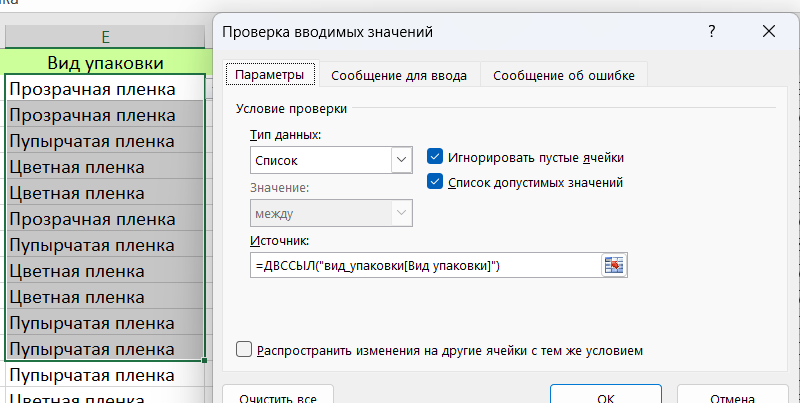 E
Вид упаковки
Прозрачная пленка
Прозрачная пленка
Пупырчатая пленка
Цветная пленка
Цветная пленка
Прозрачная пленка
Пупырчатая пленка
Цветная пленка
Цветная пленка
Пупырчатая пленка
Пупырчатая пленка
Пупырчатая пленка
Цветная пленка
Проверка вводимых значений
?
Параметры
Сообщение для ввода
Сообщение об ошибке
Условие проверки
Тип данных:
Список
Игнорировать пустые ячейки
Список допустимых значений
Значение:
между
Источник:
=ДВССЫЛ("вид_упаковки[Вид упаковки]")
Распространить изменения на другие ячейки с тем же условием
Очистить все
ОК
Отмена